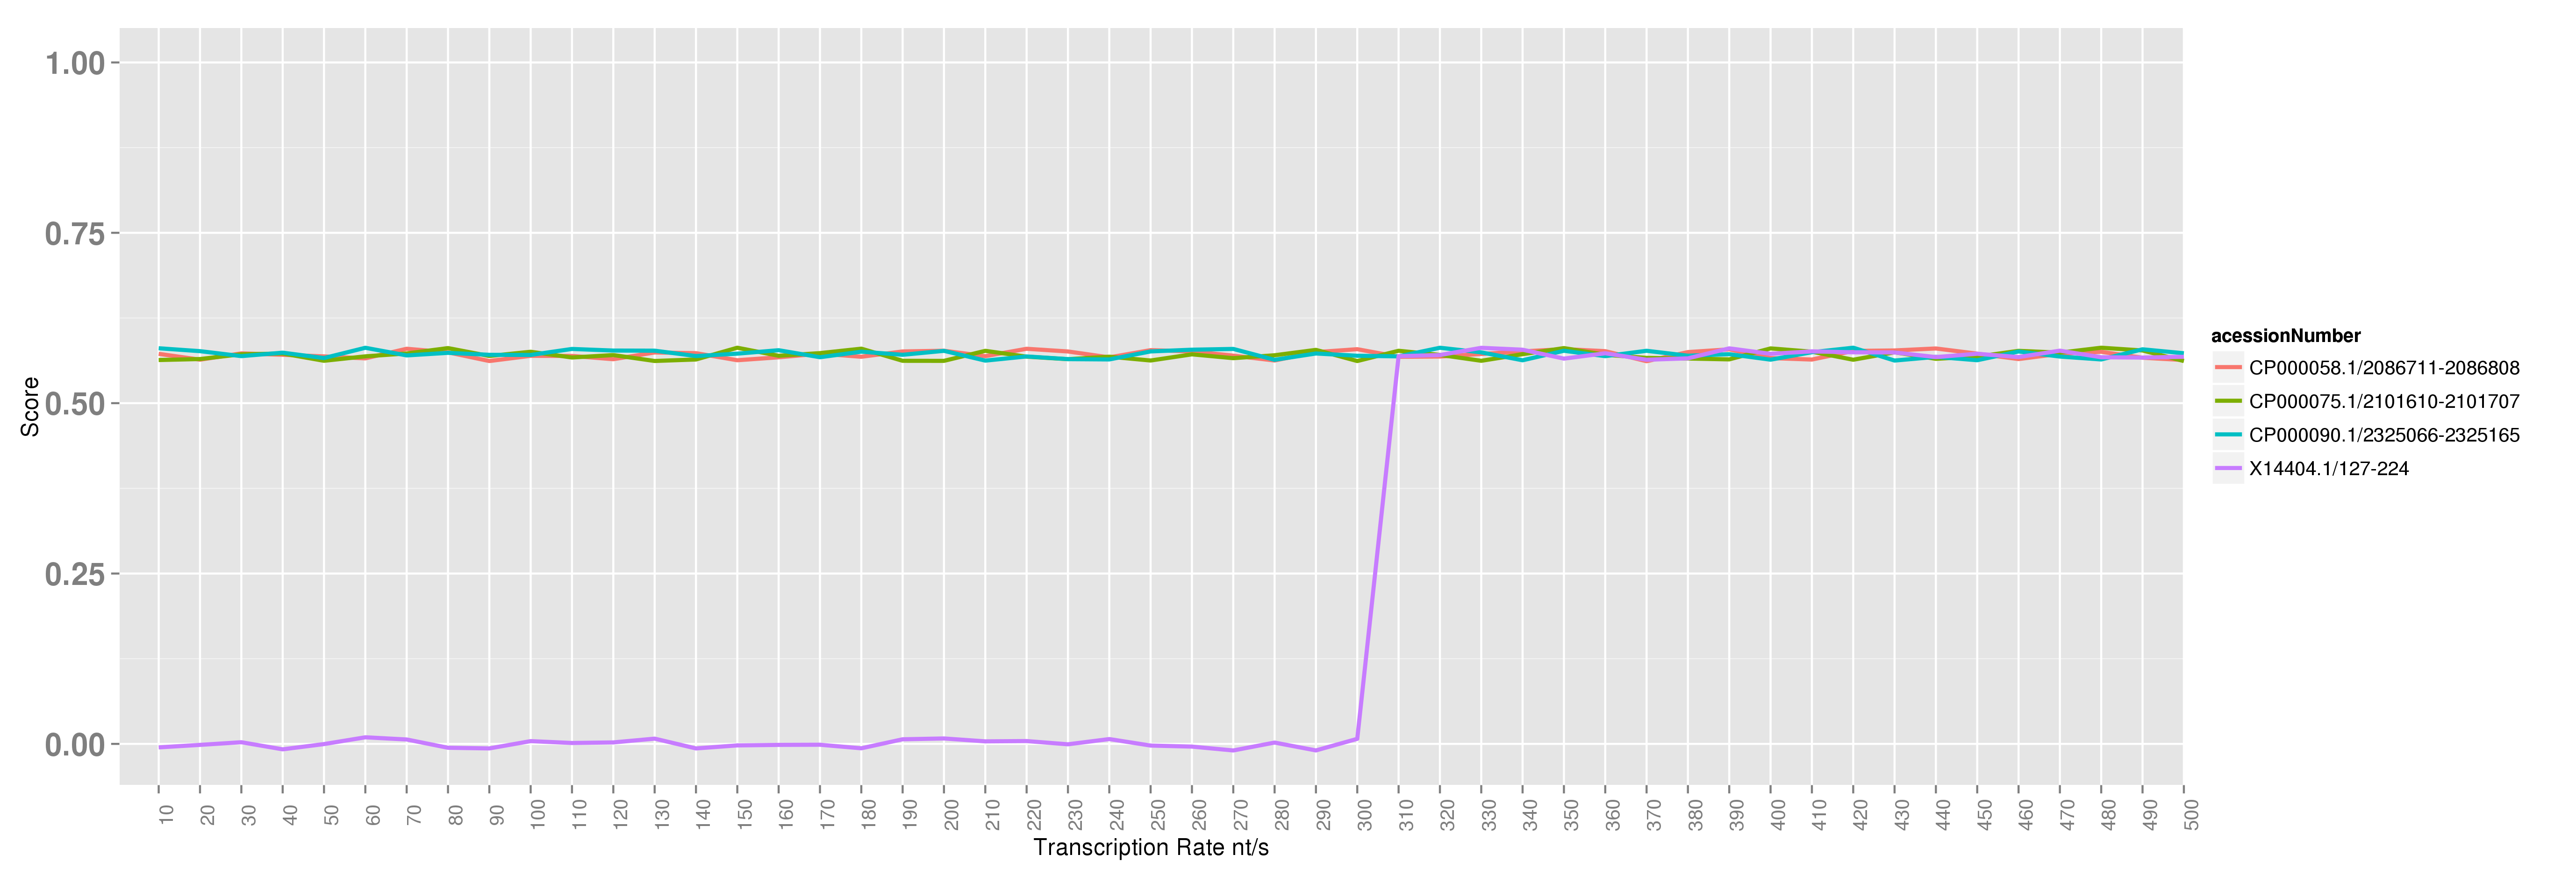 1.00
0.75
0.50
0.25
0.00
Score
10 20 30 40 50 60 70 80 90 100 110 120 130 140 150 160 170 180 190 200 210 220 230 240 250 260 270 280 290 300 310 320 330 340 350 360 370 380 390 400 410 420 430 440 450 460 470 480 490 500
Transcription Rate nt/s
acessionNumber
CP000058.1/2086711-2086808
CP000075.1/2101610-2101707
CP000090.1/2325066-2325165
X14404.1/127-224